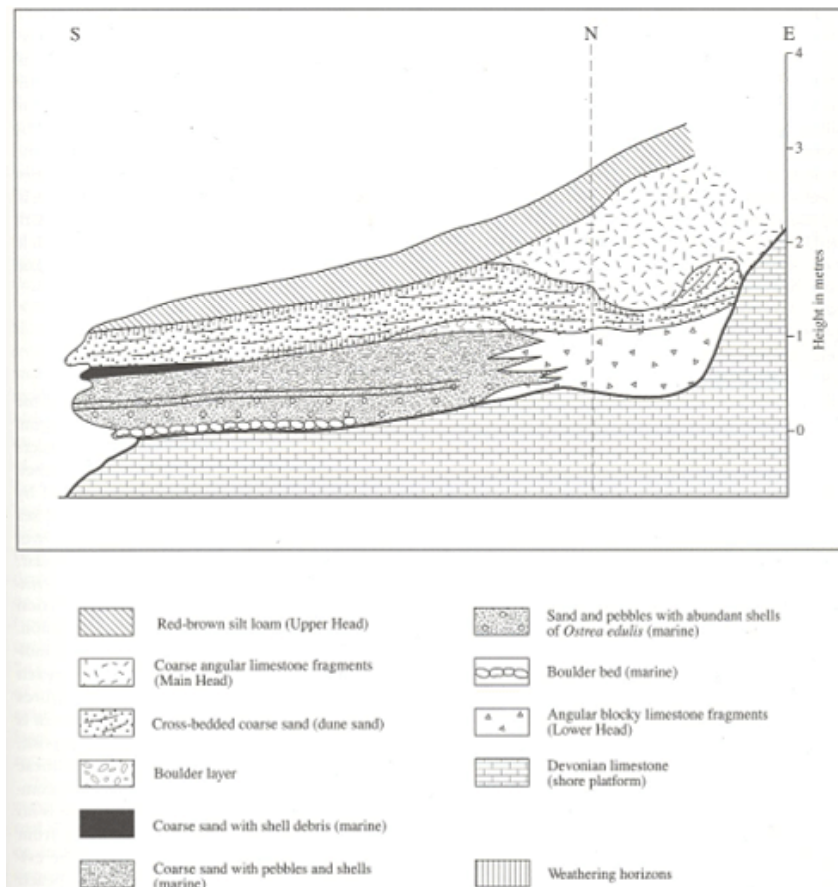 S N E
4
3
2
1
0
Height in metres
Red-brown silt loam (Upper Head)
Coarse angular limestone fragments
(Main Head)
Cross-bedded coarse sand (dune sand)
Boulder layer
Coarse sand with shell debris (marine)
Coarse sand with pebbles and shells
(marine)
Sand and pebbles with abundant shells
of Ostrea edulis (marine)
Boulder bed (marine)
Angular blocky limestone fragments
(Lower Head)
Devonian limestone
(shore platform)
Weathering horizons